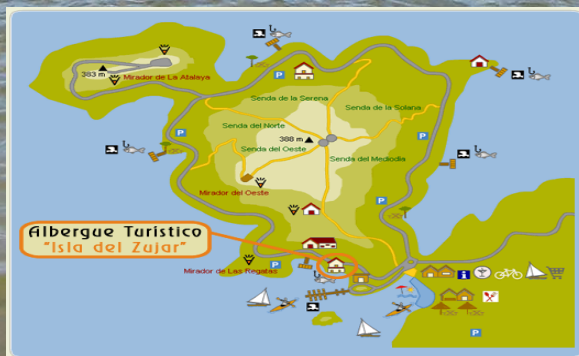 383 m
Mirador de La Atalaya
Senda de la Serena
Senda de la Solana
Senda del Norte
388 m
Senda del Oeste
Senda del Mediodia
Mirador del Oeste
Albergue Turistico
"Isla del Zujar"
Mirador de Las Regatas
P
P
P
P
P
P
P
i